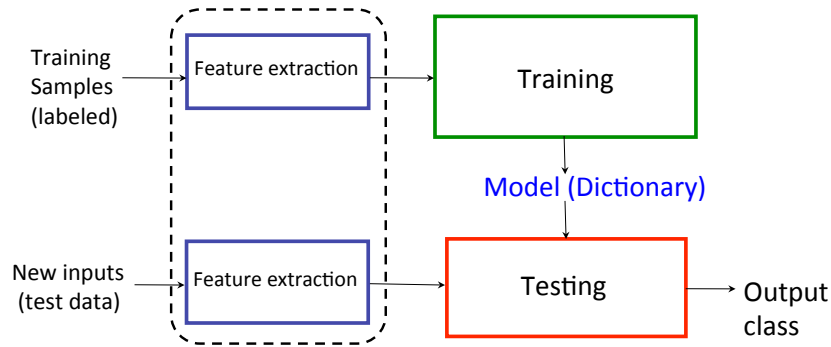 Training
Samples
(labeled)
Feature extraction
Training
Model (Dictionary)
New inputs
(test data)
Feature extraction
Testing
Output
class